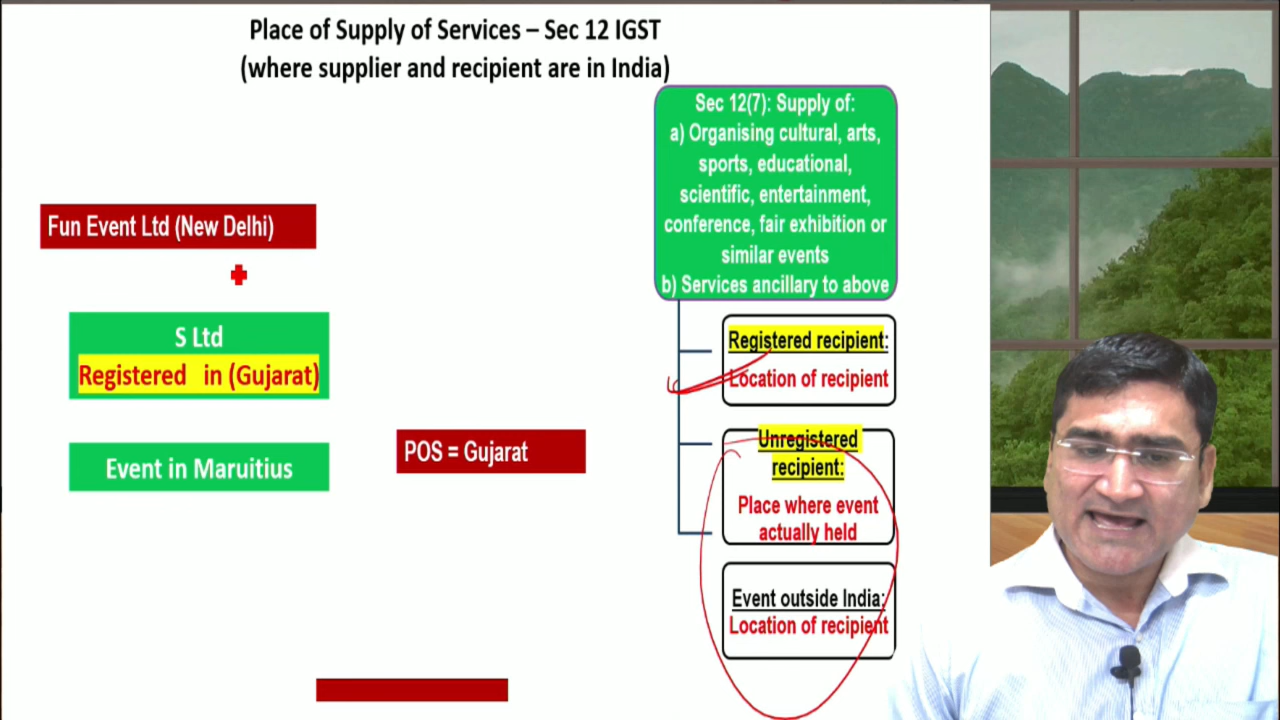 Place of Supply of Services – Sec 12 IGST
(where supplier and recipient are in India)
Sec 12(7): Supply of:
a) Organising cultural, arts,
sports, educational,
scientific, entertainment,
conference, fair exhibition or
similar events
b) Services ancillary to above
Fun Event Ltd (New Delhi)
S Ltd
Registered in (Gujarat)
Event in Maruitius
POS = Gujarat
Registered recipient:
Location of recipient
Unregistered
recipient:
Place where event
actually held
Event outside India:
Location of recipient